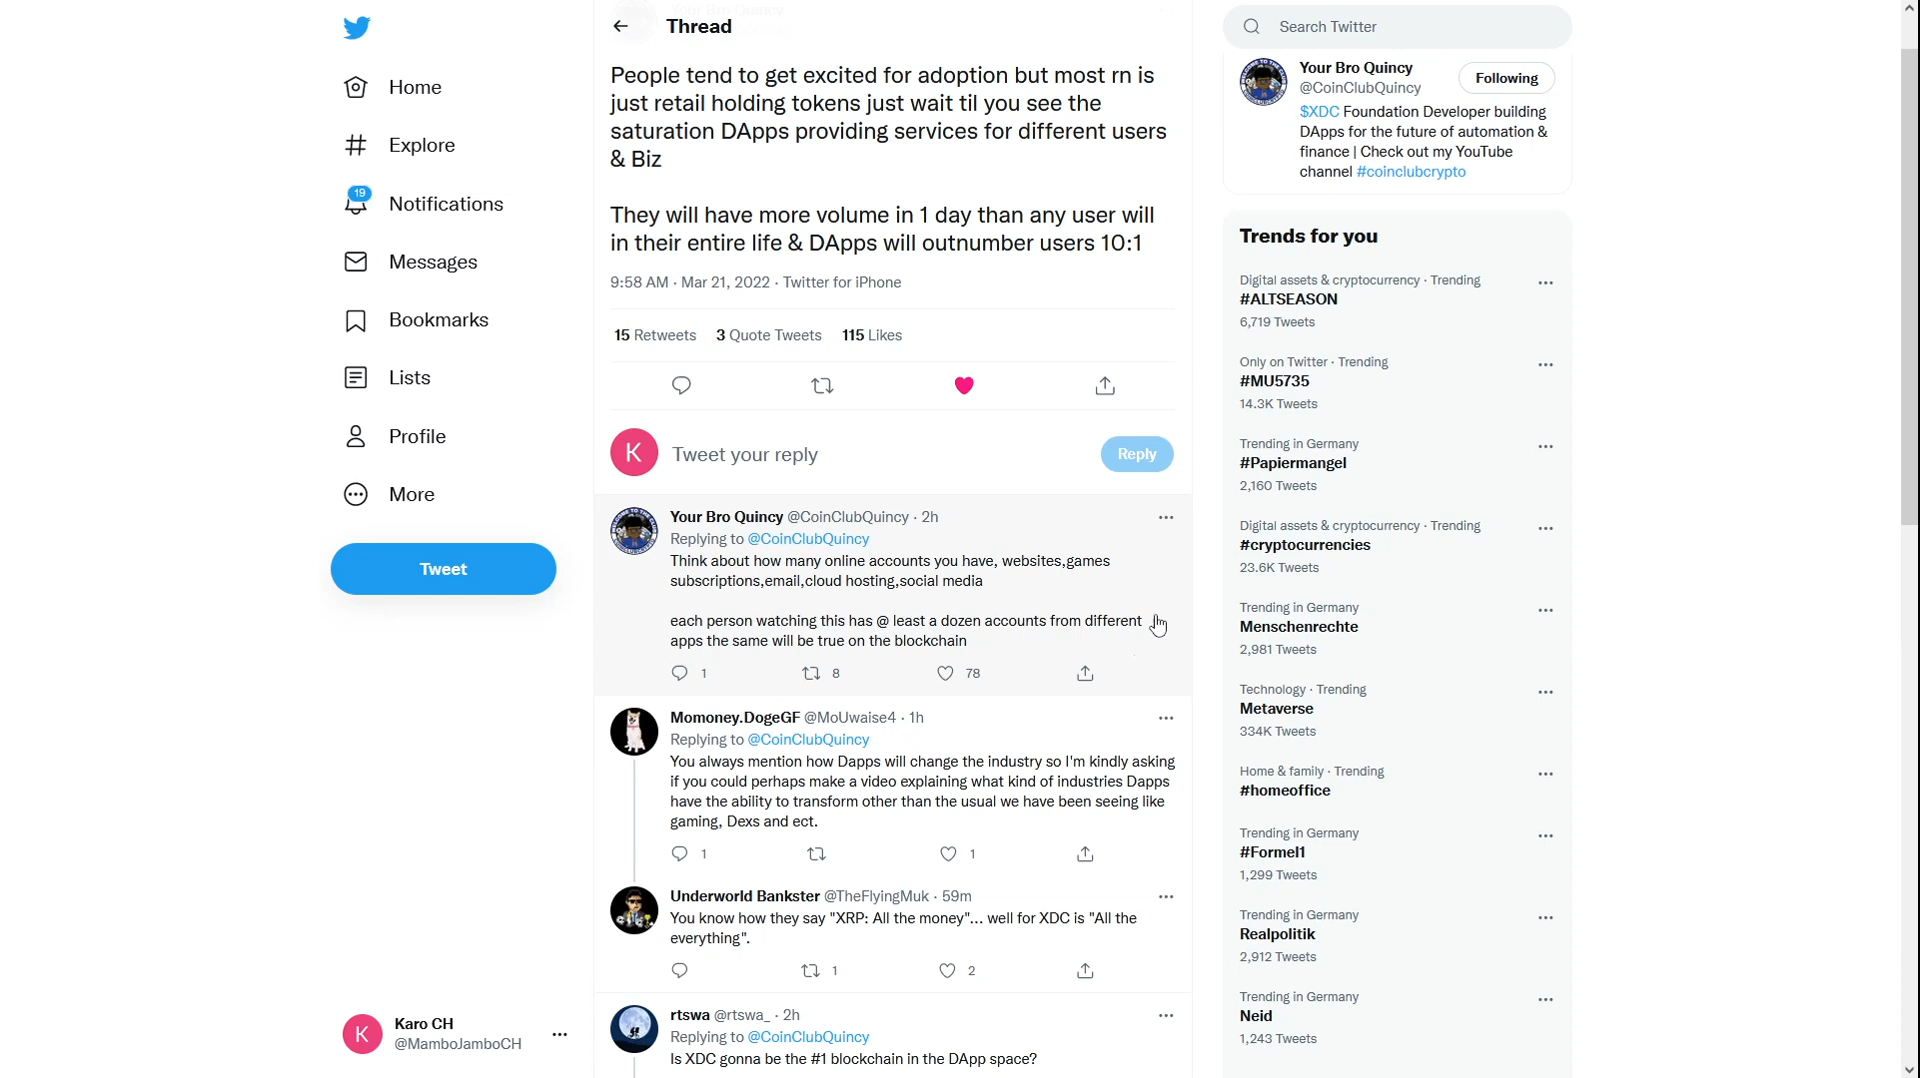 Home
Explore
19
Notifications
Messages
Bookmarks
Lists
Profile
More
Tweet
K
Karo CH
@MamboJamboCH
Thread
People tend to get excited for adoption but most rn is
just retail holding tokens just wait til you see the
saturation DApps providing services for different users
& Biz
They will have more volume in 1 day than any user will
in their entire life & DApps will outnumber users 10:1
9:58 AM · Mar 21, 2022 · Twitter for iPhone
15 Retweets 3 Quote Tweets 115 Likes
K
Tweet your reply
Reply
Your Bro Quincy @CoinClubQuincy · 2h
Replying to @CoinClubQuincy
Think about how many online accounts you have, websites,games
subscriptions,email,cloud hosting,social media
each person watching this has @ least a dozen accounts from different
apps the same will be true on the blockchain
1 8 78
Momoney.DogeGF @MoUwaise4 · 1h
Replying to @CoinClubQuincy
You always mention how Dapps will change the industry so I'm kindly asking
if you could perhaps make a video explaining what kind of industries Dapps
have the ability to transform other than the usual we have been seeing like
gaming, Dexs and ect.
1 1
Underworld Bankster @TheFlyingMuk · 59m
You know how they say "XRP: All the money"... well for XDC is "All the
everything".
1 2
rtswa @rtswa_ · 2h
Replying to @CoinClubQuincy
Is XDC gonna be the #1 blockchain in the DApp space?
Search Twitter
Your Bro Quincy
@CoinClubQuincy
Following
$XDC Foundation Developer building
DApps for the future of automation &
finance | Check out my YouTube
channel #coinclubcrypto
Trends for you
Digital assets & cryptocurrency · Trending
#ALTSEASON
6,719 Tweets
Only on Twitter · Trending
#MU5735
14.3K Tweets
Trending in Germany
#Papiermangel
2,160 Tweets
Digital assets & cryptocurrency · Trending
#cryptocurrencies
23.6K Tweets
Trending in Germany
Menschenrechte
2,981 Tweets
Technology · Trending
Metaverse
334K Tweets
Home & family · Trending
#homeoffice
Trending in Germany
#Formel1
1,299 Tweets
Trending in Germany
Realpolitik
2,912 Tweets
Trending in Germany
Neid
1,243 Tweets